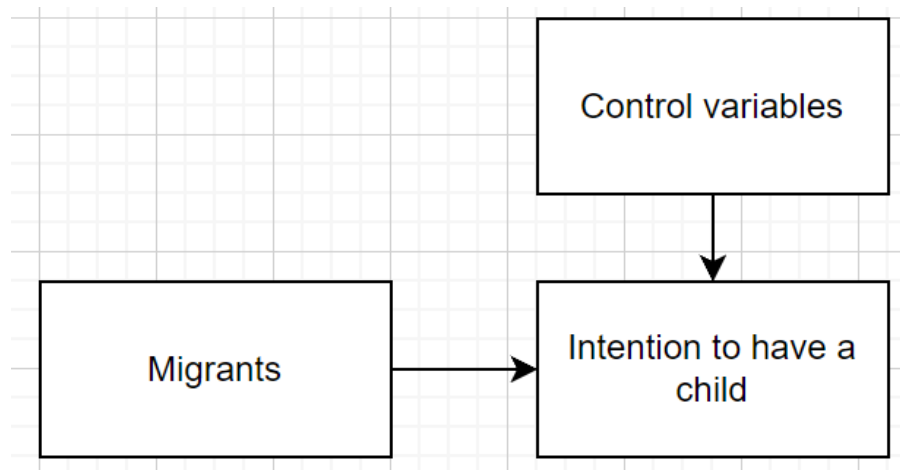 Control variables
Migrants
Intention to have a
child